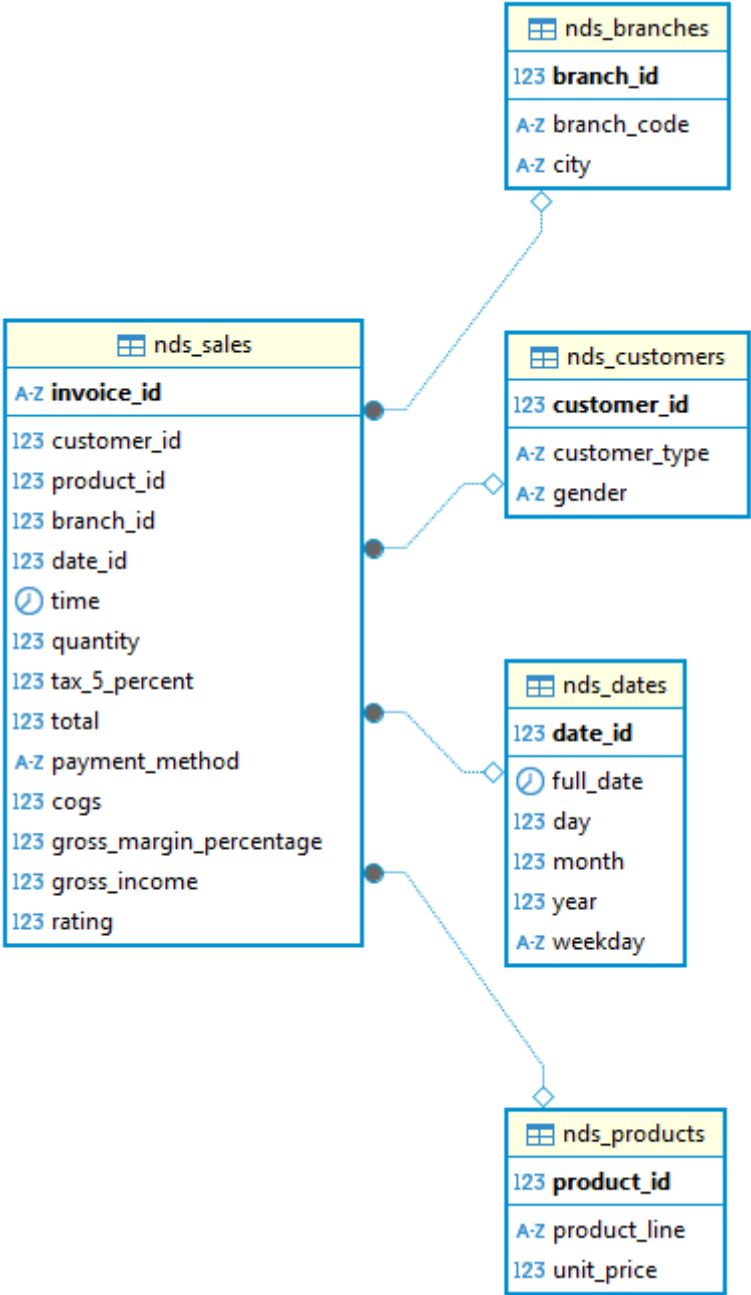 nds_branches
123 branch_id
A-Z branch_code
A-Z city
nds_sales
A-Z invoice_id
123 customer_id
123 product_id
123 branch_id
123 date_id
time
123 quantity
123 tax_5_percent
123 total
A-Z payment_method
123 cogs
123 gross_margin_percentage
123 gross_income
123 rating
nds_customers
123 customer_id
A-Z customer_type
A-Z gender
nds_dates
123 date_id
full_date
123 day
123 month
123 year
A-Z weekday
nds_products
123 product_id
A-Z product_line
123 unit_price